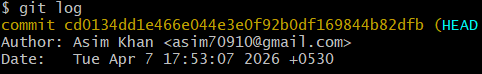 $ git log
commit cd0134dd1e466e044e3e0f92b0df169844b82dfb (HEAD
Author: Asim Khan <asim70910@gmail.com>
Date:   Tue Apr 7 17:53:07 2026 +0530